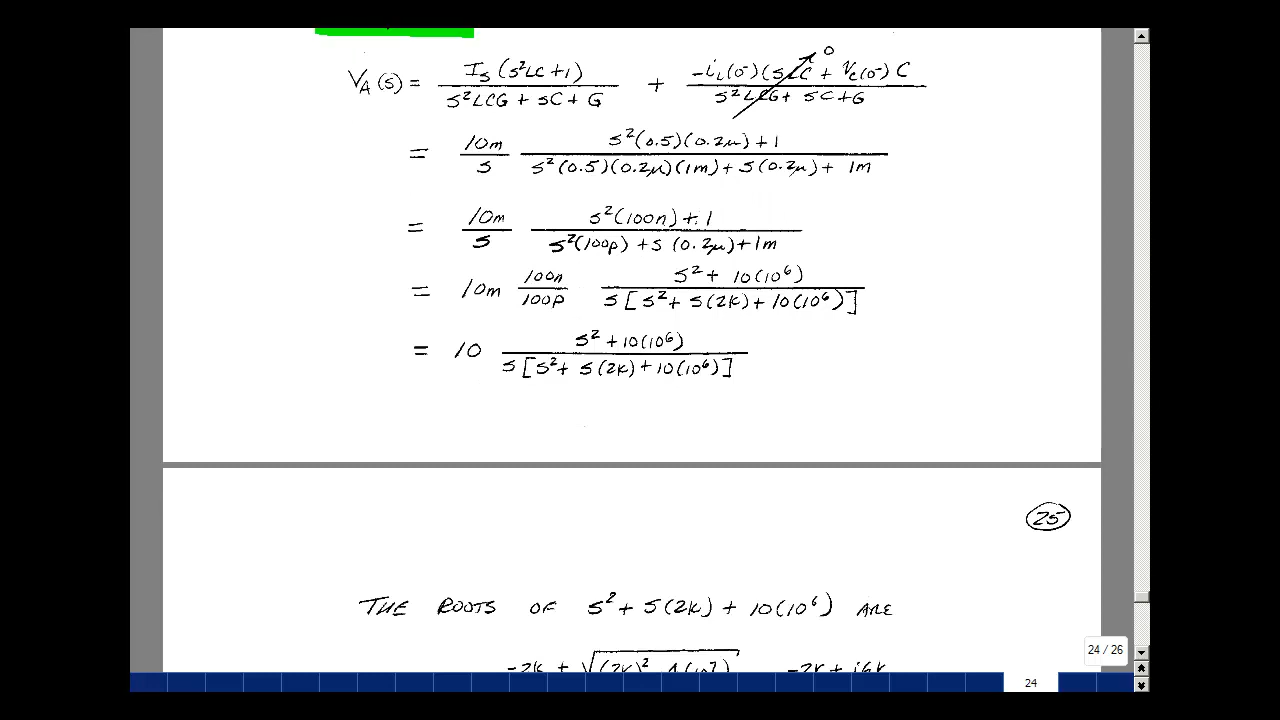 V_A(s) = I_S (s²LC + 1) / (s²LCG + sC + G) + (-i_L(0⁻)(sLC + V_C(0⁻) C) / (s²LCG + sC + G) 0
= 10m/s (s²(0.5)(0.2μ) + 1) / (s²(0.5)(0.2μ)(1m) + s(0.2μ) + 1m)
= 10m/s (s²(100n) + 1) / (s²(100p) + s(0.2μ) + 1m)
= 10m 100n/100p (s² + 10(10⁶)) / (s[s² + s(2k) + 10(10⁶)])
= 10 (s² + 10(10⁶)) / (s[s² + s(2k) + 10(10⁶)])
25
THE ROOTS OF s² + s(2k) + 10(10⁶) ARE
24 / 26
24